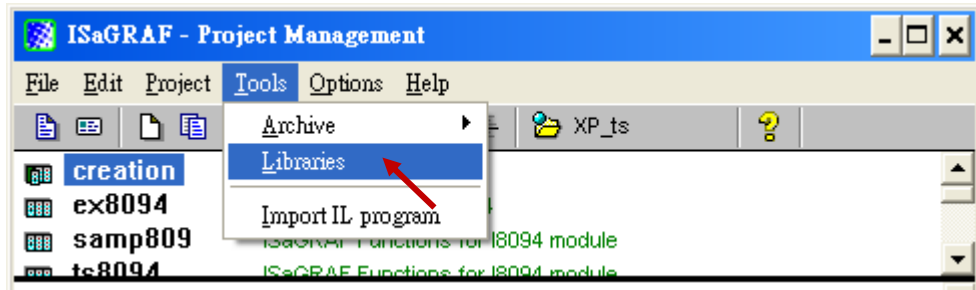 ISaGRAF - Project Management
File Edit Project Tools Options Help
XP_ts
Archive
Libraries
Import IL program
creation
ex8094
samp809 ISaGRAF Functions for I8094 module
ts8094 ISaGRAF Functions for I8094 module